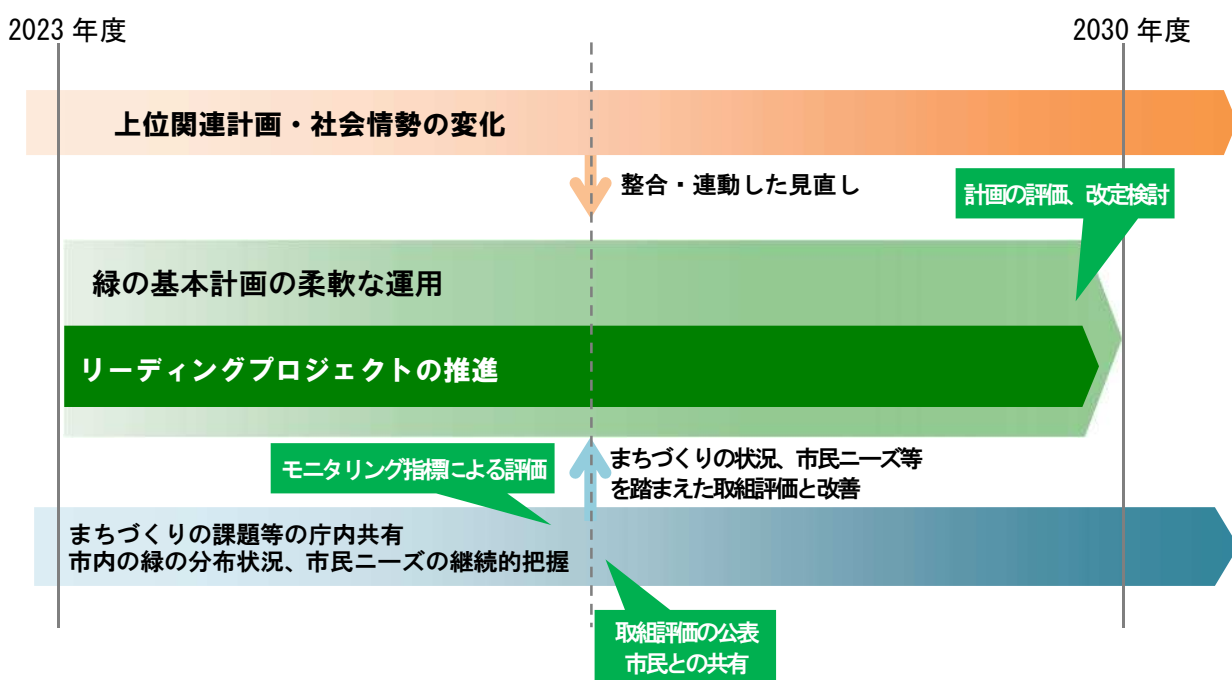 2023 年度
2030 年度
上位関連計画・社会情勢の変化
整合・連動した見直し
計画の評価、改定検討
緑の基本計画の柔軟な運用
リーディングプロジェクトの推進
モニタリング指標による評価
まちづくりの状況、市民ニーズ等
を踏まえた取組評価と改善
まちづくりの課題等の庁内共有
市内の緑の分布状況、市民ニーズの継続的把握
取組評価の公表
市民との共有